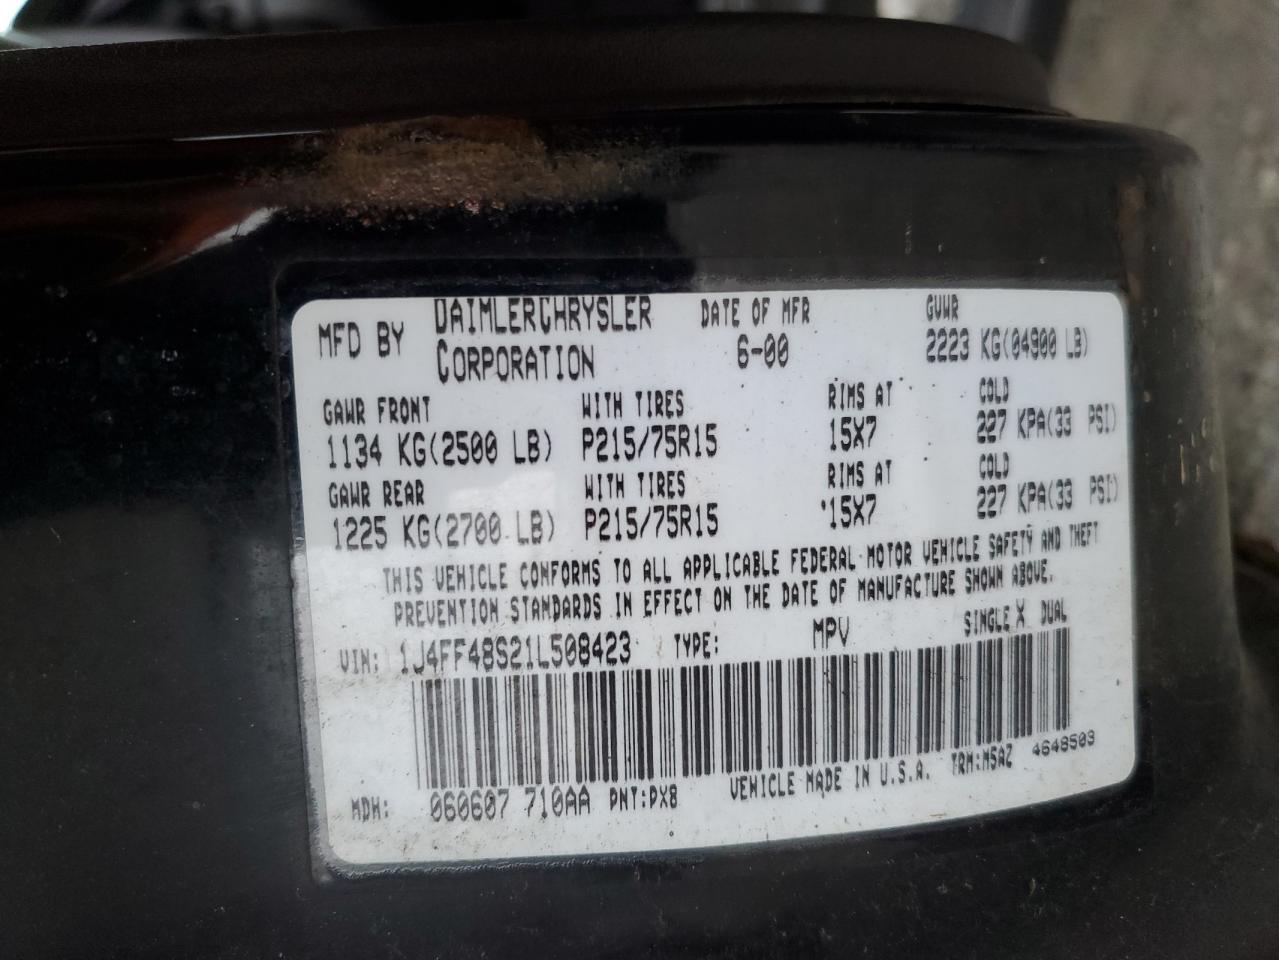 MFD BY DAIMLERCHRYSLER CORPORATION DATE OF MFR 6-00 GVWR 2223 KG(04900 LB)
GAWR FRONT WITH TIRES RIMS AT COLD
1134 KG(2500 LB) P215/75R15 15X7 227 KPA(33 PSI)
GAWR REAR WITH TIRES RIMS AT COLD
1225 KG(2700 LB) P215/75R15 15X7 227 KPA(33 PSI)
THIS VEHICLE CONFORMS TO ALL APPLICABLE FEDERAL MOTOR VEHICLE SAFETY AND THEFT
PREVENTION STANDARDS IN EFFECT ON THE DATE OF MANUFACTURE SHOWN ABOVE.
VIN: 1J4FF48S21L508423 TYPE: MPV SINGLE X DUAL
MDH: 060607 710AA PNT:PX8 VEHICLE MADE IN U.S.A. TRM:M5AZ 4648503